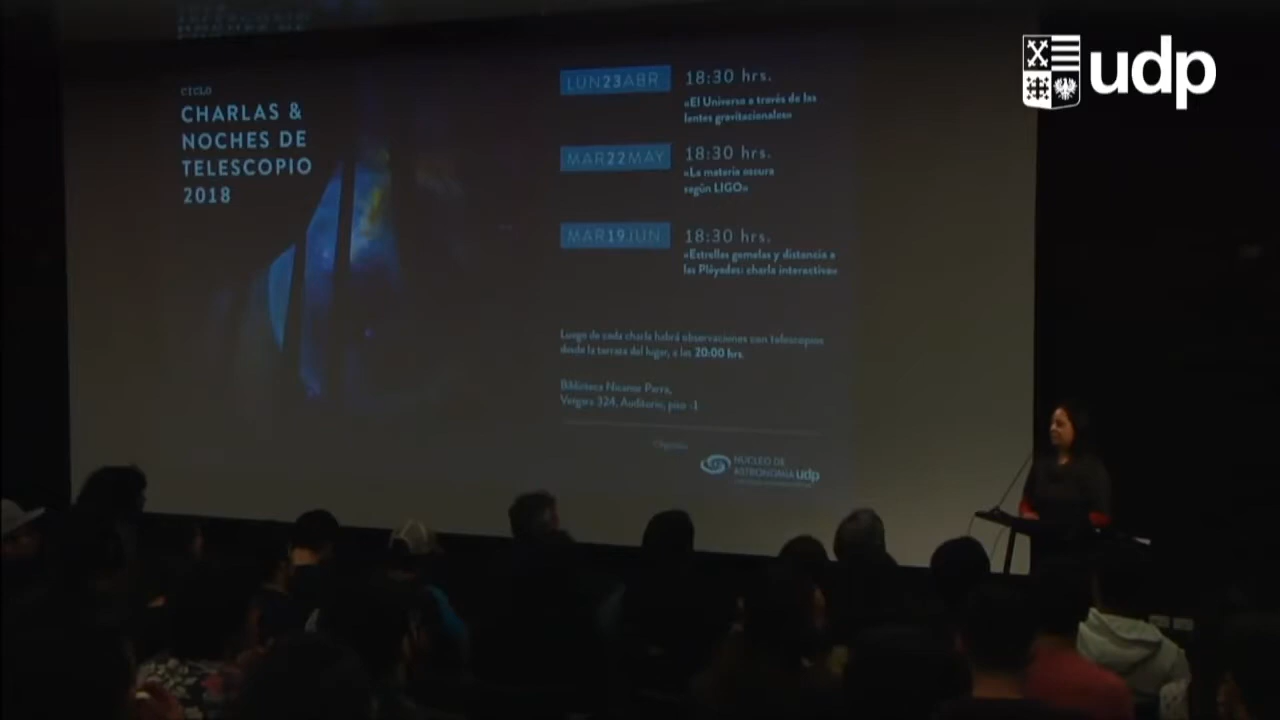 CICLO
CHARLAS &
NOCHES DE
TELESCOPIO
2018
LUN23ABR
18:30 hrs.
«El Universo a través de las
lentes gravitacionales»
MAR22MAY
18:30 hrs.
«La materia oscura
según LIGO»
MAR19JUN
18:30 hrs.
«Estrellas gemelas y distancia a
las Pléyades: charla interactiva»
Luego de cada charla habrá observaciones con telescopios
desde la terraza del lugar, a las 20:00 hrs.
Biblioteca Nicanor Parra,
Vergara 324, Auditorio, piso -1
NUCLEO DE
ASTRONOMIA udp
udp